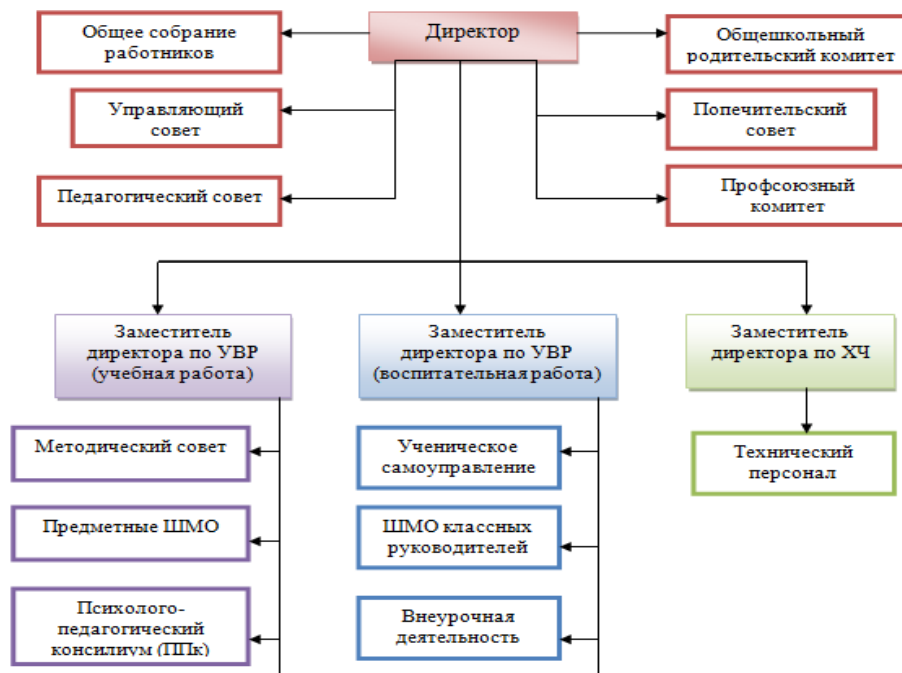 Общее собрание
работников
Директор
Общешкольный
родительский комитет
Управляющий
совет
Попечительский
совет
Педагогический совет
Профсоюзный
комитет
Заместитель
директора по УВР
(учебная работа)
Заместитель
директора по УВР
(воспитательная работа)
Заместитель
директора по ХЧ
Методический совет
Ученическое
самоуправление
Технический
персонал
Предметные ШМО
ШМО классных
руководителей
Психолого-
педагогический
консилиум (ППк)
Внеурочная
деятельность